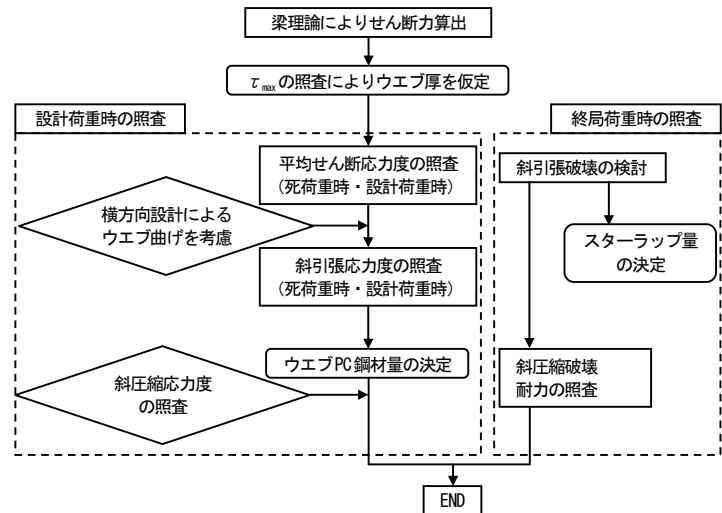 梁理論によりせん断力算出
τmaxの照査によりウエブ厚を仮定
設計荷重時の照査
終局荷重時の照査
平均せん断応力度の照査
(死荷重時・設計荷重時)
斜引張破壊の検討
横方向設計による
ウエブ曲げを考慮
スターラップ量
の決定
斜引張応力度の照査
(死荷重時・設計荷重時)
ウエブPC鋼材量の決定
斜圧縮破壊
耐力の照査
斜圧縮応力度
の照査
END